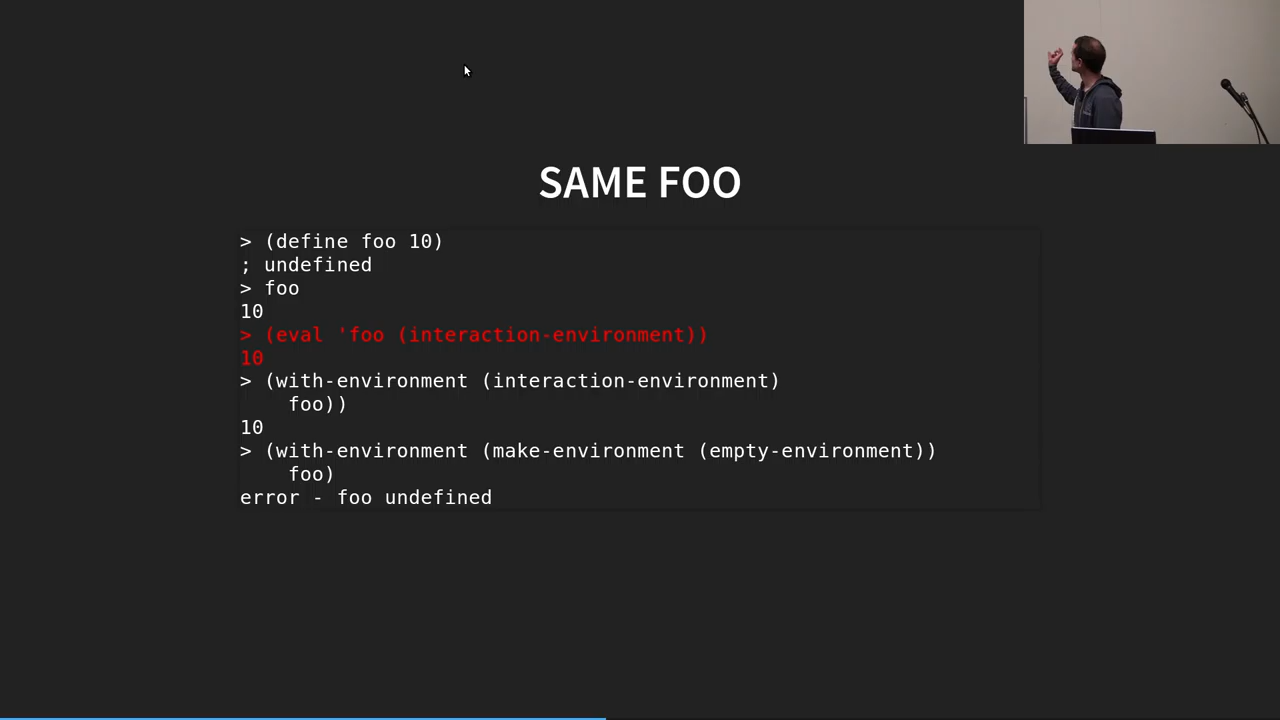 SAME FOO
> (define foo 10)
; undefined
> foo
10
> (eval 'foo (interaction-environment))
10
> (with-environment (interaction-environment)
    foo))
10
> (with-environment (make-environment (empty-environment))
    foo)
error - foo undefined